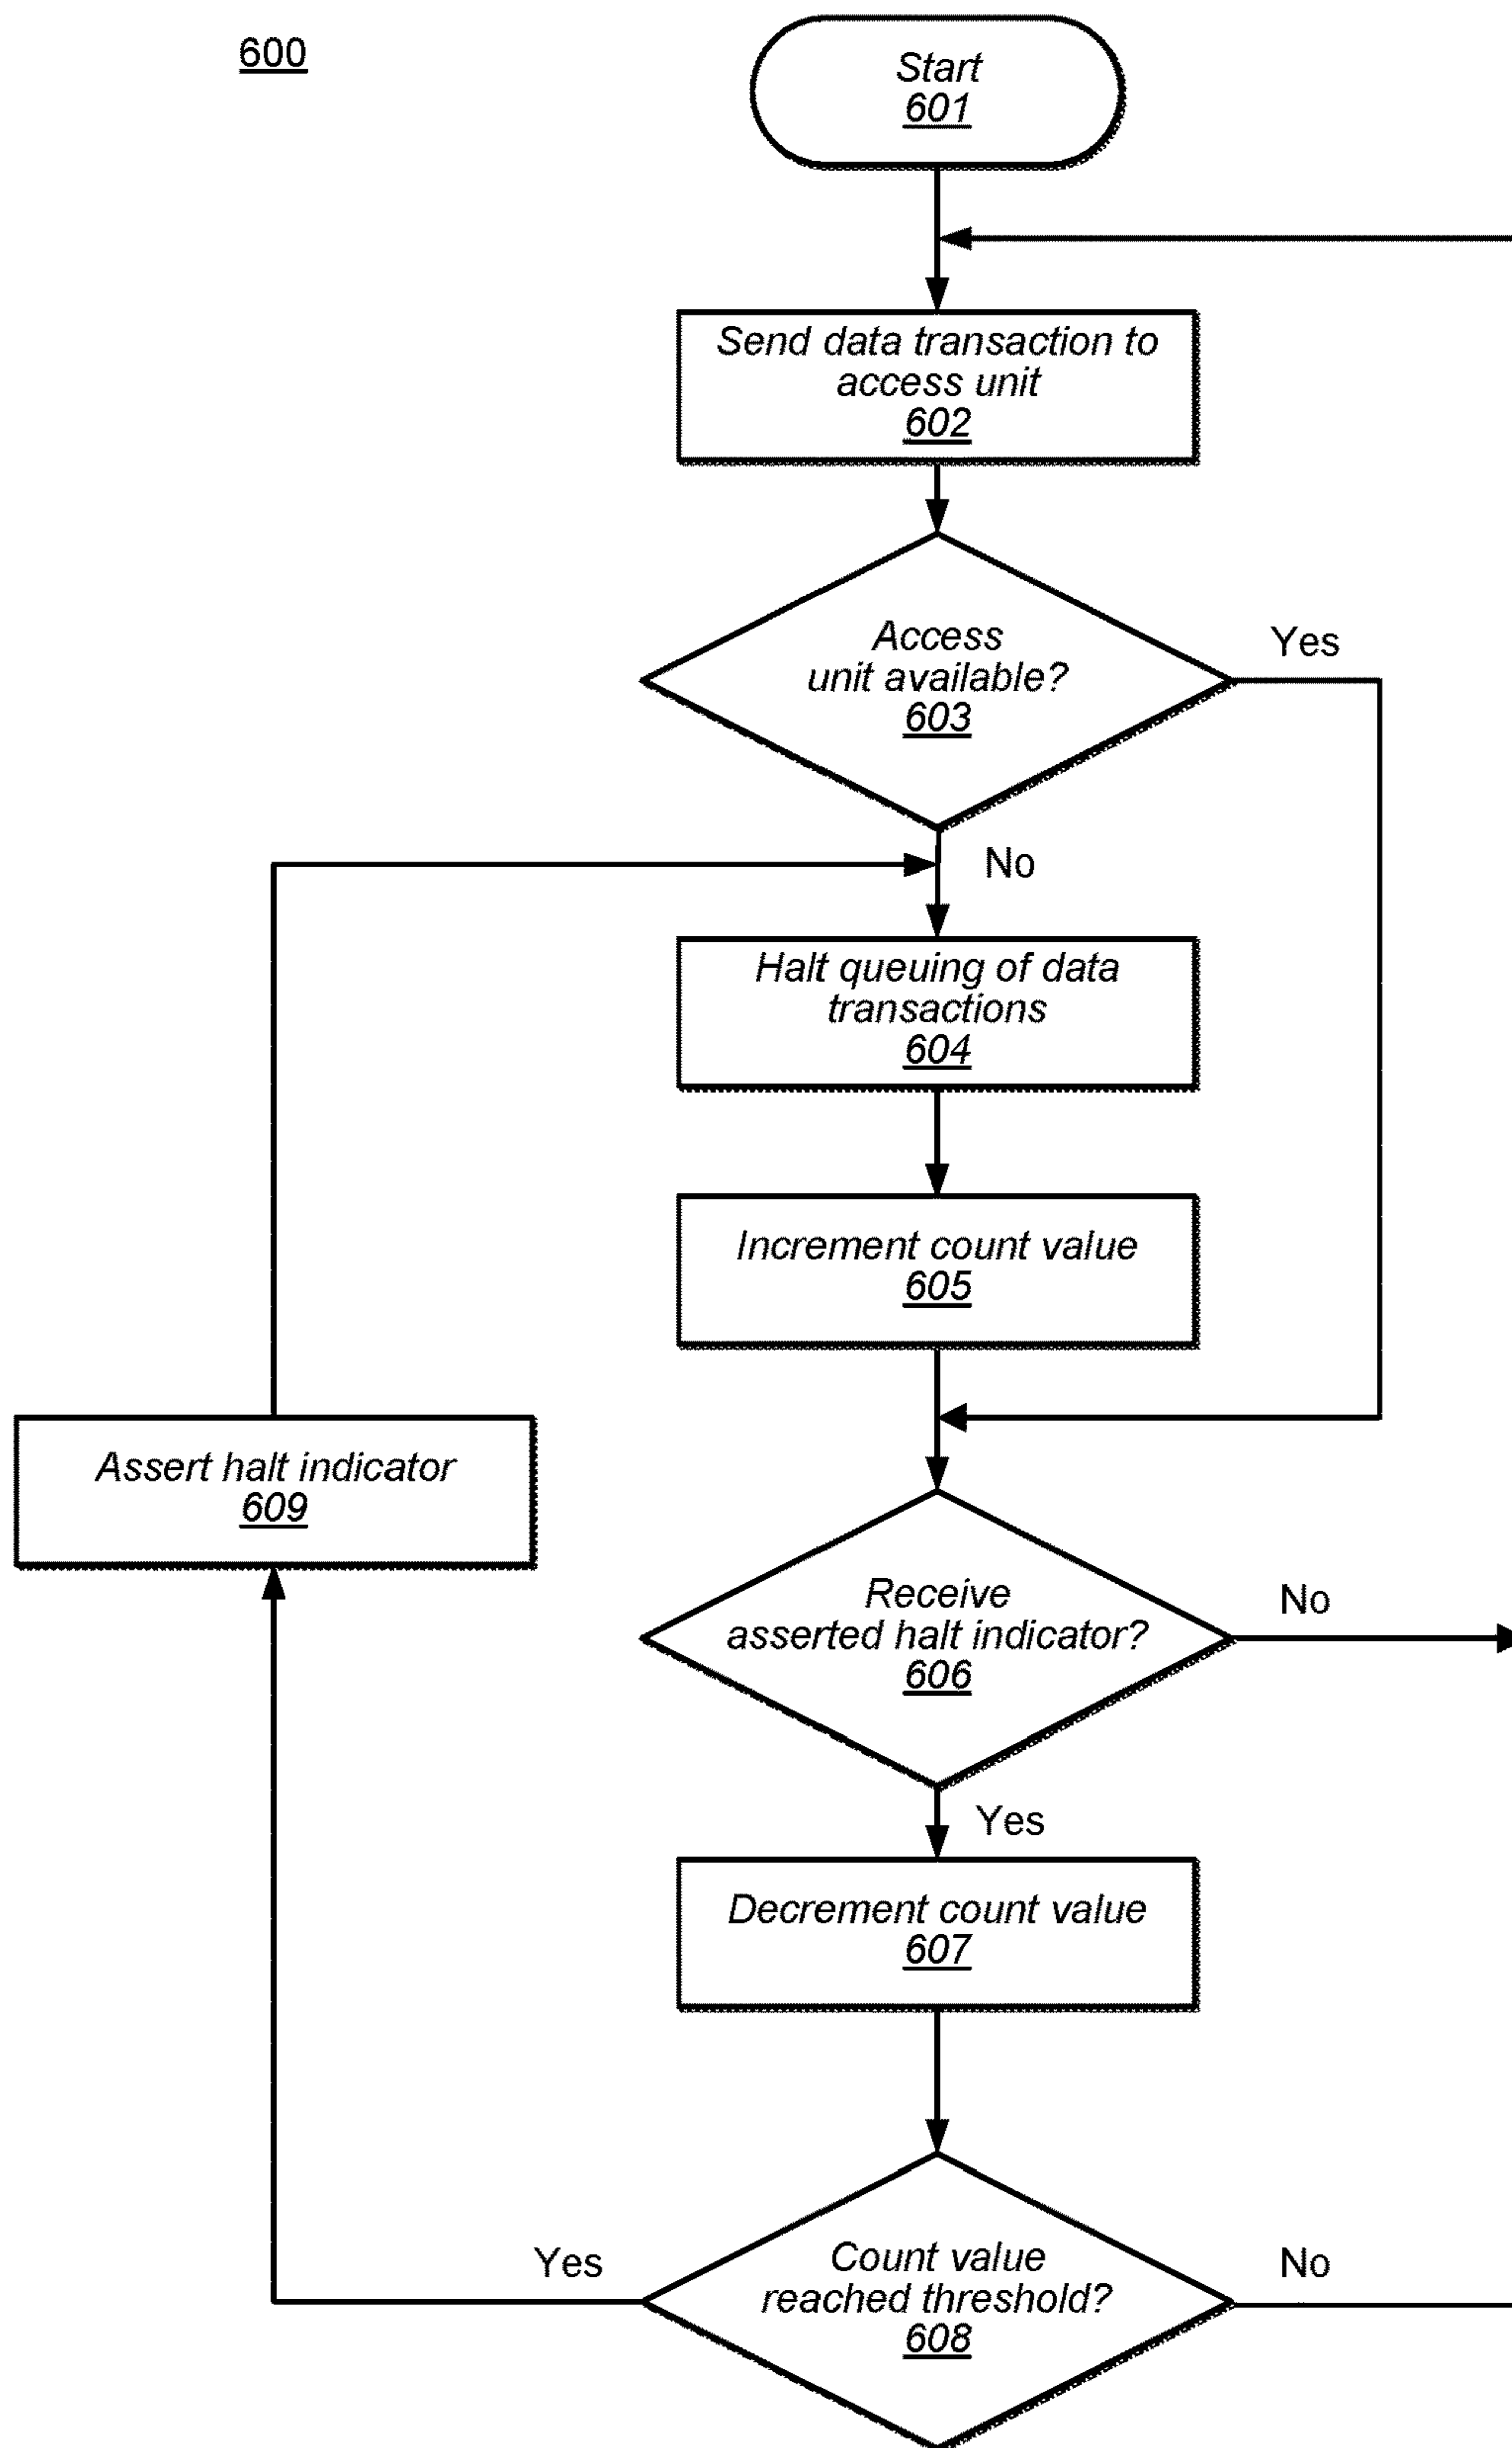 600
Start
601
Send data transaction to
access unit
602
Access
unit available?
603
Yes
No
Halt queuing of data
transactions
604
Increment count value
605
Assert halt indicator
609
Receive
asserted halt indicator?
606
No
Yes
Decrement count value
607
Yes
Count value
reached threshold?
608
No